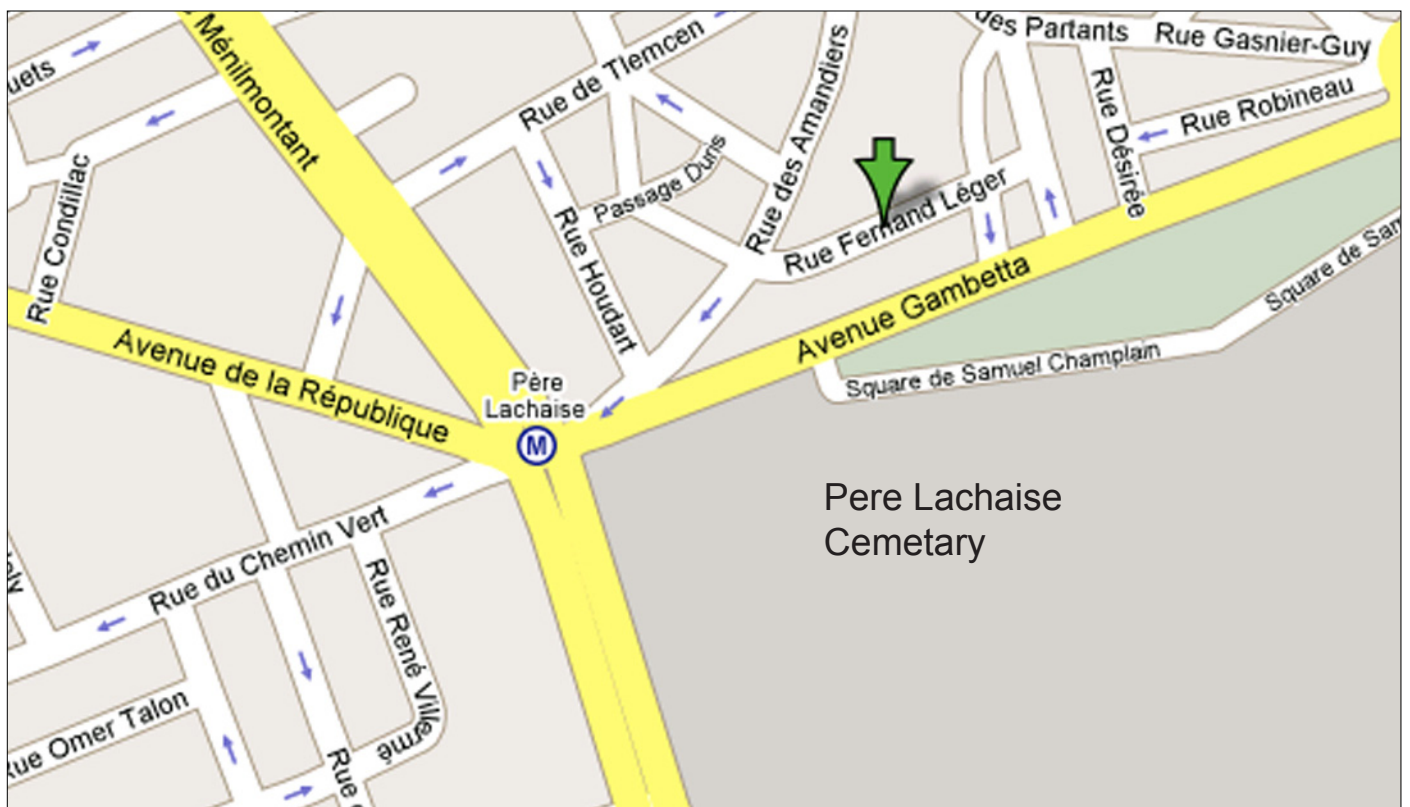 Ménilmontant
des Partants
Rue Gasnier-Guy
uets
Rue de Tlemcen
Rue des Amandiers
Rue Robineau
Rue Désirée
Rue Condillac
Passage Duris
Rue Houdart
Rue Fernand Léger
Avenue Gambetta
Square de Sam
Square de Samuel Champlain
Avenue de la République
Père
Lachaise
M
Pere Lachaise
Cemetary
Rue du Chemin Vert
Rue René Villermé
Rue Omer Talon
Rue